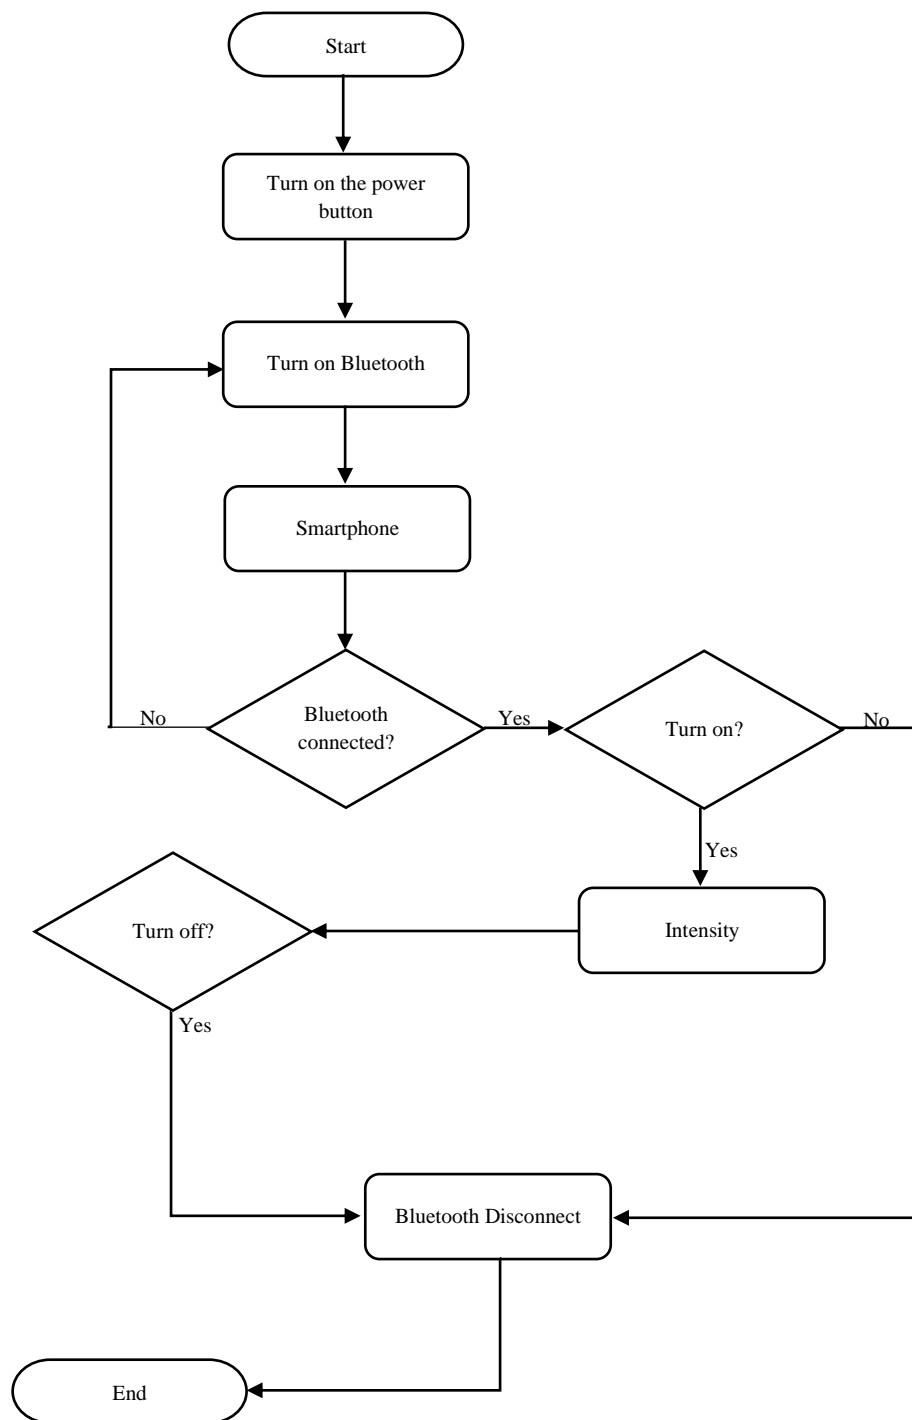 Start
Turn on the power
button
Turn on Bluetooth
Smartphone
Bluetooth
connected?
No
Yes
Turn on?
No
Yes
Intensity
Turn off?
Yes
Bluetooth Disconnect
End